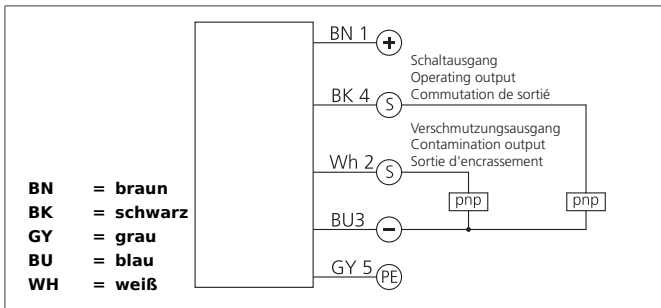 BN 1 +
Schaltausgang
Operating output
Commutation de sortié
BK 4 S
Verschmutzungsausgang
Contamination output
Sortie d'encrassement
Wh 2 S
pnp pnp
BU3 −
GY 5 PE
BN = braun
BK = schwarz
GY = grau
BU = blau
WH = weiß